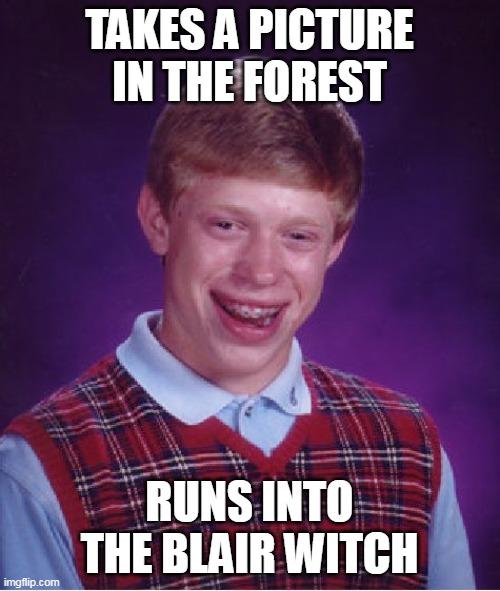 TAKES A PICTURE
IN THE FOREST
RUNS INTO
THE BLAIR WITCH
imgflip.com